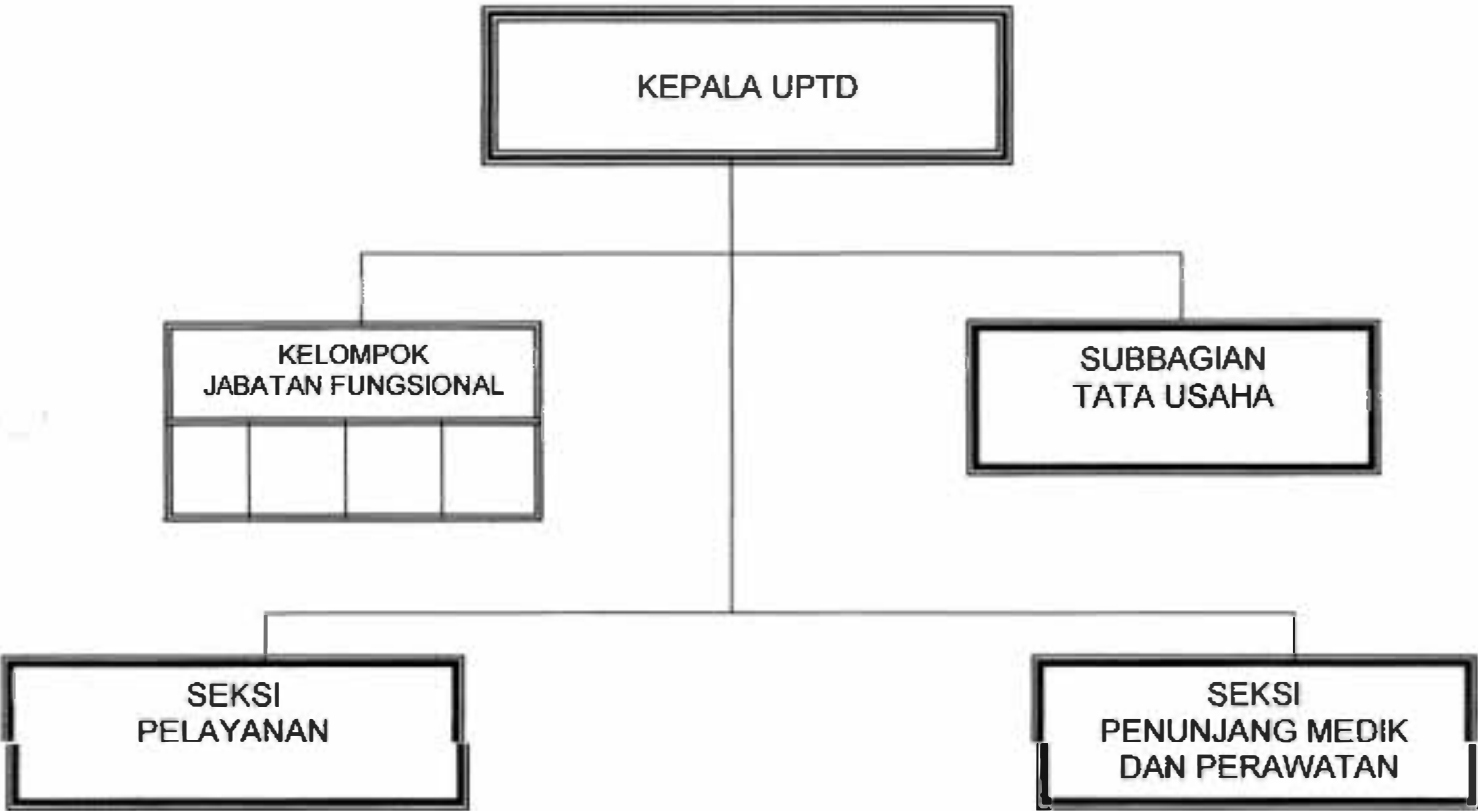 KEPALA UPTD
KELOMPOK
JABATAN FUNGSIONAL
SUBBAGIAN
TATA USAHA
SEKSI
PELAYANAN
SEKSI
PENUNJANG MEDIK
DAN PERAWATAN